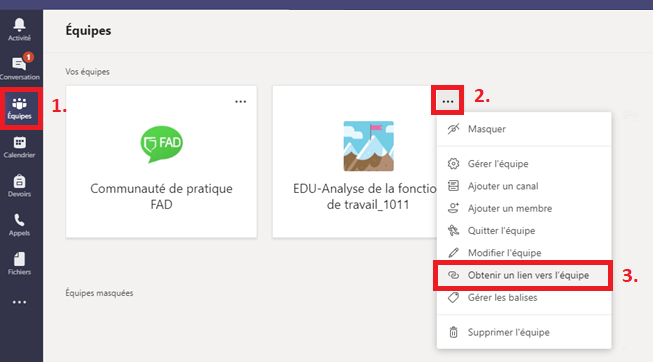 Équipes
Activité
1
Conversation
Équipes
Calendrier
Devoirs
Appels
Fichiers
1.
Vos équipes
FAD
Communauté de pratique
FAD
EDU-Analyse de la fonction
de travail_1011
2.
Masquer
Gérer l'équipe
Ajouter un canal
Ajouter un membre
Quitter l'équipe
Modifier l'équipe
Obtenir un lien vers l'équipe
3.
Gérer les balises
Supprimer l'équipe
Équipes masquées